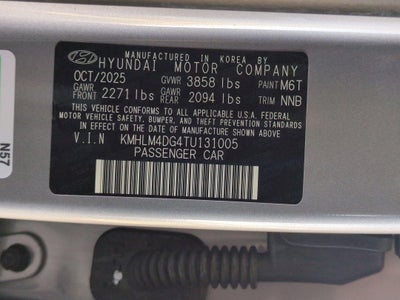 MANUFACTURED IN KOREA BY
HYUNDAI MOTOR COMPANY
OCT/2025 GVWR 3858 lbs PAINT M6T
GAWR FRONT 2271 lbs GAWR REAR 2094 lbs TRIM NNB
THIS VEHICLE CONFORMS TO ALL APPLICABLE U.S.A. FEDERAL
MOTOR VEHICLE SAFETY, BUMPER, AND THEFT PREVENTION STANDARDS
IN EFFECT ON THE DATE OF MANUFACTURE SHOWN ABOVE.
V.I.N KMHLM4DG4TU131005
PASSENGER CAR
N57